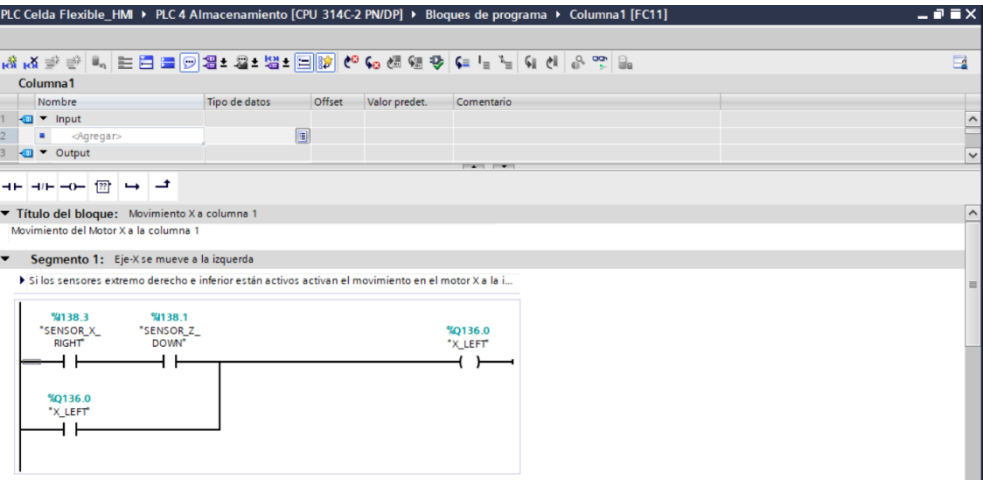 PLC Celda Flexible_HMI ▸ PLC 4 Almacenamiento [CPU 314C-2 PN/DP] ▸ Bloques de programa ▸ Columna1 [FC11]
Columna1
Nombre Tipo de datos Offset Valor predet. Comentario
1 Input
2 <Agregar>
3 Output
Título del bloque: Movimiento X a columna 1
Movimiento del Motor X a la columna 1
Segmento 1: Eje-X se mueve a la izquerda
Si los sensores extremo derecho e inferior están activos activan el movimiento en el motor X a la i...
%I138.3 %I138.1
"SENSOR_X_ "SENSOR_Z_ %Q136.0
RIGHT" DOWN" "X_LEFT"
%Q136.0
"X_LEFT"